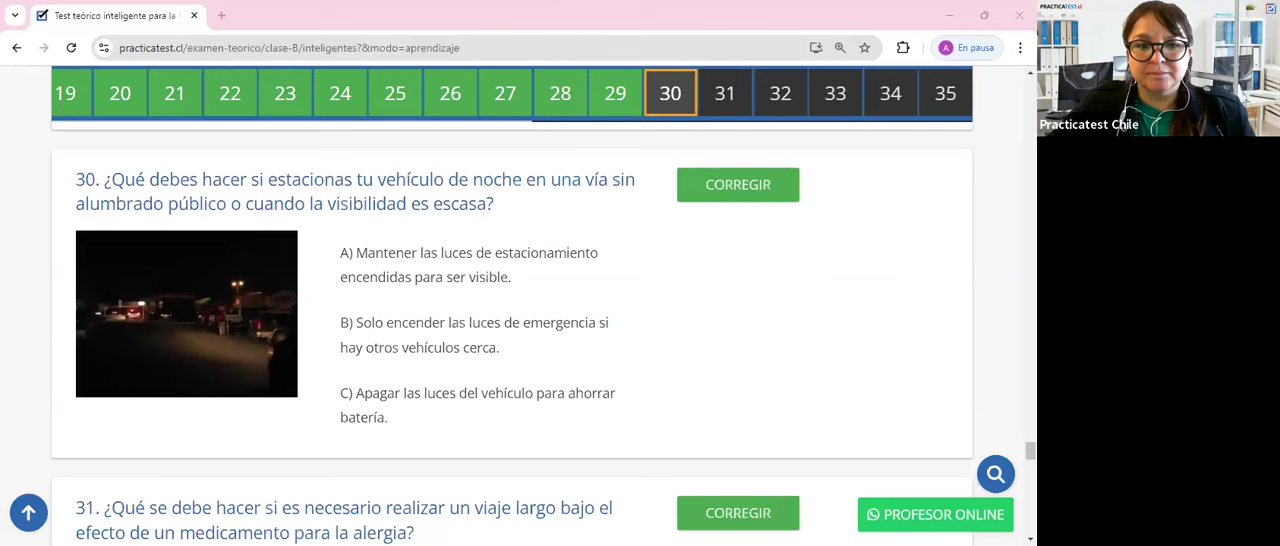 Test teórico inteligente para la
practicatest.cl/examen-teorico/clase-B/inteligentes?&modo=aprendizaje
A
En pausa
PRACTICATEST.cl
Practicatest Chile
19 20 21 22 23 24 25 26 27 28 29 30 31 32 33 34 35
30. ¿Qué debes hacer si estacionas tu vehículo de noche en una vía sin
alumbrado público o cuando la visibilidad es escasa?
CORREGIR
A) Mantener las luces de estacionamiento
encendidas para ser visible.
B) Solo encender las luces de emergencia si
hay otros vehículos cerca.
C) Apagar las luces del vehículo para ahorrar
batería.
31. ¿Qué se debe hacer si es necesario realizar un viaje largo bajo el
efecto de un medicamento para la alergia?
CORREGIR
PROFESOR ONLINE